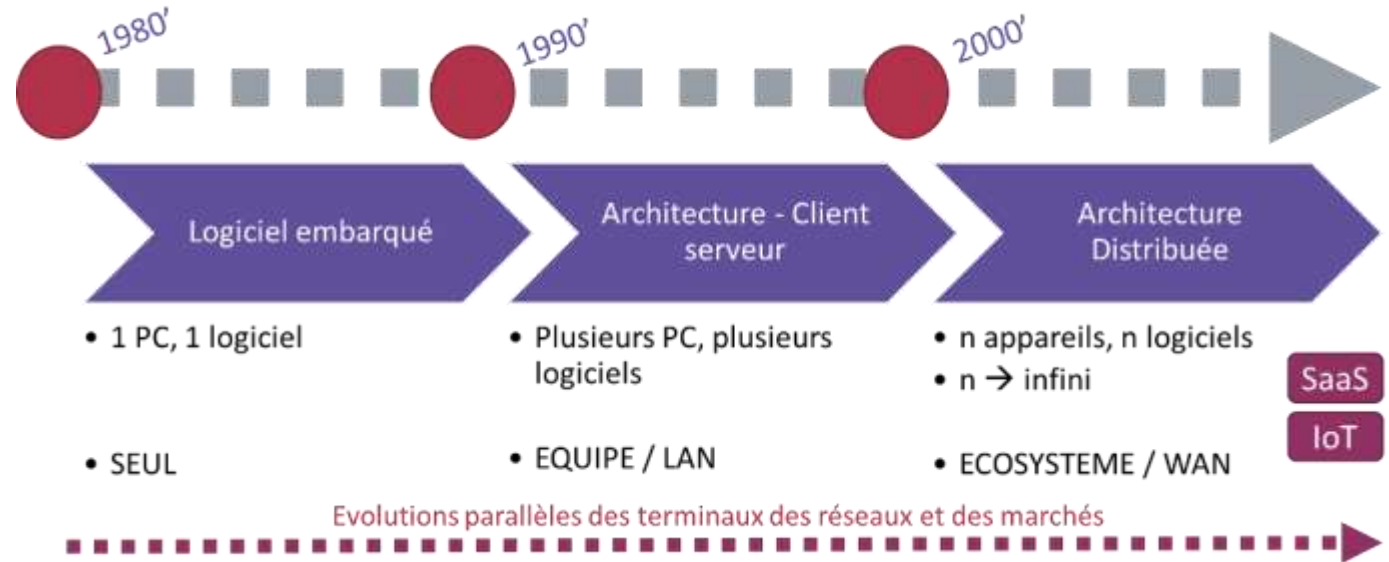 1980’
1990’
2000’
Logiciel embarqué
Architecture - Client
serveur
Architecture
Distribuée
• 1 PC, 1 logiciel
• SEUL
• Plusieurs PC, plusieurs
logiciels
• EQUIPE / LAN
• n appareils, n logiciels
• n → infini
• ECOSYSTEME / WAN
SaaS
IoT
Evolutions parallèles des terminaux des réseaux et des marchés